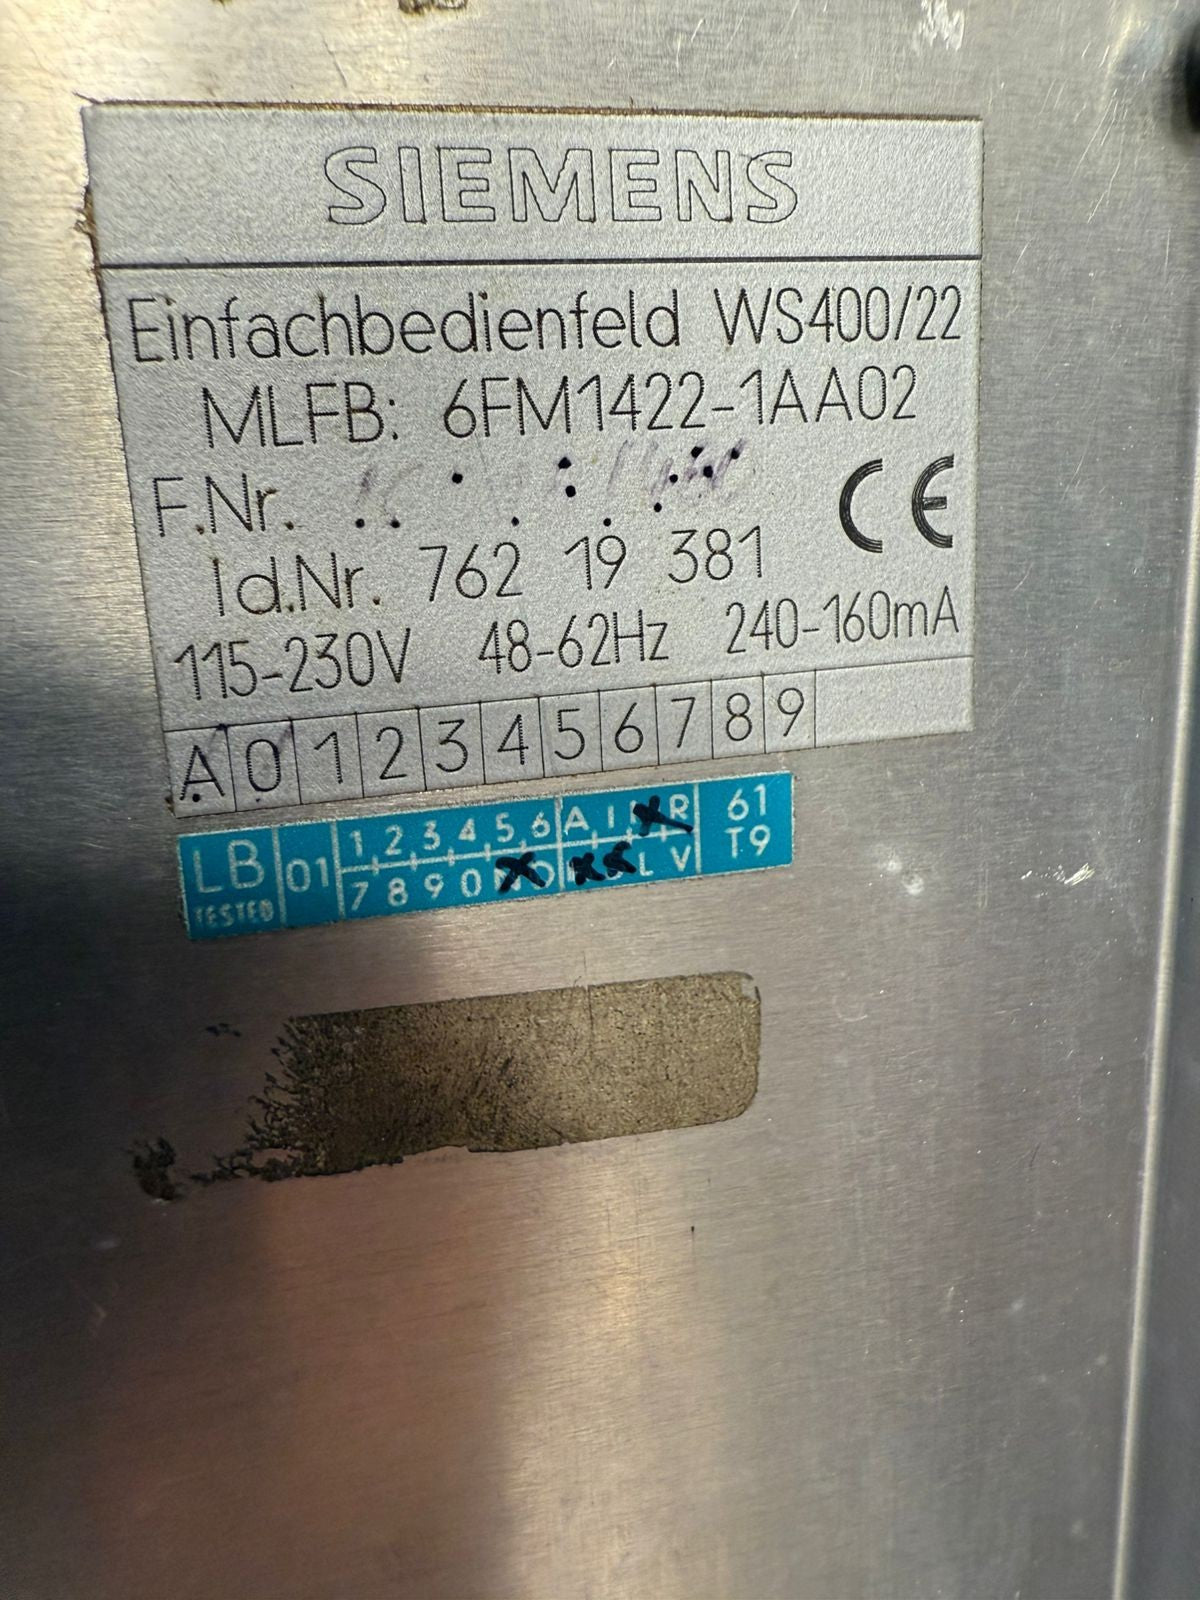 SIEMENS
Einfachbedienfeld WS400/22
MLFB: 6FM1422-1AA02
F.Nr.
CE
Id.Nr. 762 19 381
115-230V 48-62Hz 240-160mA
A 0 1 2 3 4 5 6 7 8 9
LB TESTED
01
1 2 3 4 5 6 A I R
7 8 9 0 L V
61
T9